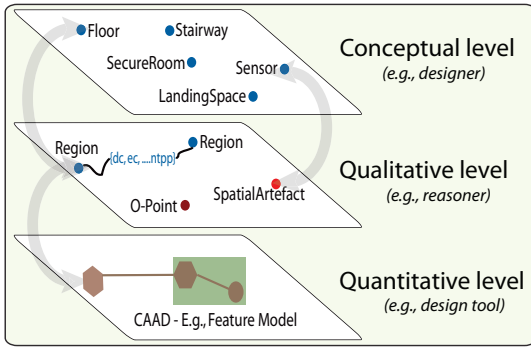 Floor
Stairway
SecureRoom
Sensor
LandingSpace
Conceptual level
(e.g., designer)
Region
{dc, ec, ....ntpp}
Region
O-Point
SpatialArtefact
Qualitative level
(e.g., reasoner)
CAAD - E.g., Feature Model
Quantitative level
(e.g., design tool)